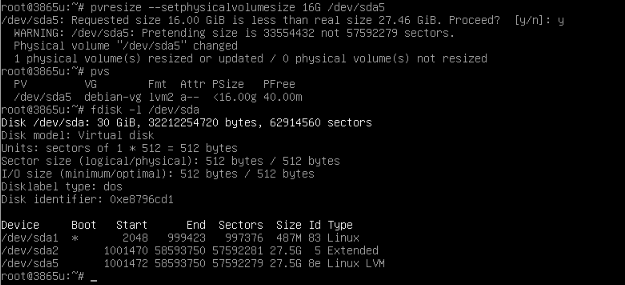 root@3865u:~# pvresize --setphysicalvolumesize 16G /dev/sda5
/dev/sda5: Requested size 16.00 GiB is less than real size 27.46 GiB. Proceed?  [y/n]: y
  WARNING: /dev/sda5: Pretending size is 33554432 not 57592279 sectors.
  Physical volume "/dev/sda5" changed
  1 physical volume(s) resized or updated / 0 physical volume(s) not resized
root@3865u:~# pvs
  PV         VG        Fmt  Attr PSize   PFree
  /dev/sda5  debian-vg lvm2 a--  <16.00g 40.00m
root@3865u:~# fdisk -l /dev/sda
Disk /dev/sda: 30 GiB, 32212254720 bytes, 62914560 sectors
Disk model: Virtual disk
Units: sectors of 1 * 512 = 512 bytes
Sector size (logical/physical): 512 bytes / 512 bytes
I/O size (minimum/optimal): 512 bytes / 512 bytes
Disklabel type: dos
Disk identifier: 0xe8796cd1
Device     Boot   Start      End  Sectors  Size Id Type
/dev/sda1  *       2048   999423   997376  487M 83 Linux
/dev/sda2       1001470 58593750 57592281 27.5G  5 Extended
/dev/sda5       1001472 58593750 57592279 27.5G 8e Linux LVM
root@3865u:~# _